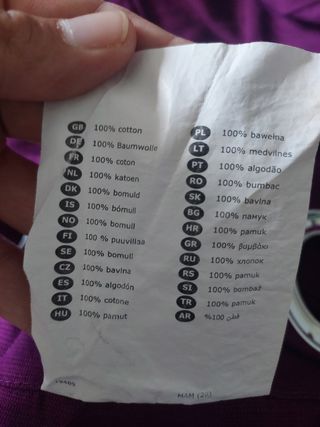 GB 100% cotton
DE 100% Baumwolle
FR 100% coton
NL 100% katoen
DK 100% bomuld
IS 100% bómull
NO 100% bomull
FI 100 % puuvillaa
SE 100% bomull
CZ 100% bavlna
ES 100% algodón
IT 100% cotone
HU 100% pamut
PL 100% bawełna
LT 100% medvilnes
PT 100% algodão
RO 100% bumbac
SK 100% bavlna
BG 100% памук
HR 100% pamuk
GR 100% βαμβάκι
RU 100% хлопок
RS 100% pamuk
SI 100% bombaž
TR 100% pamuk
AR %100 قطن
MAM (20)